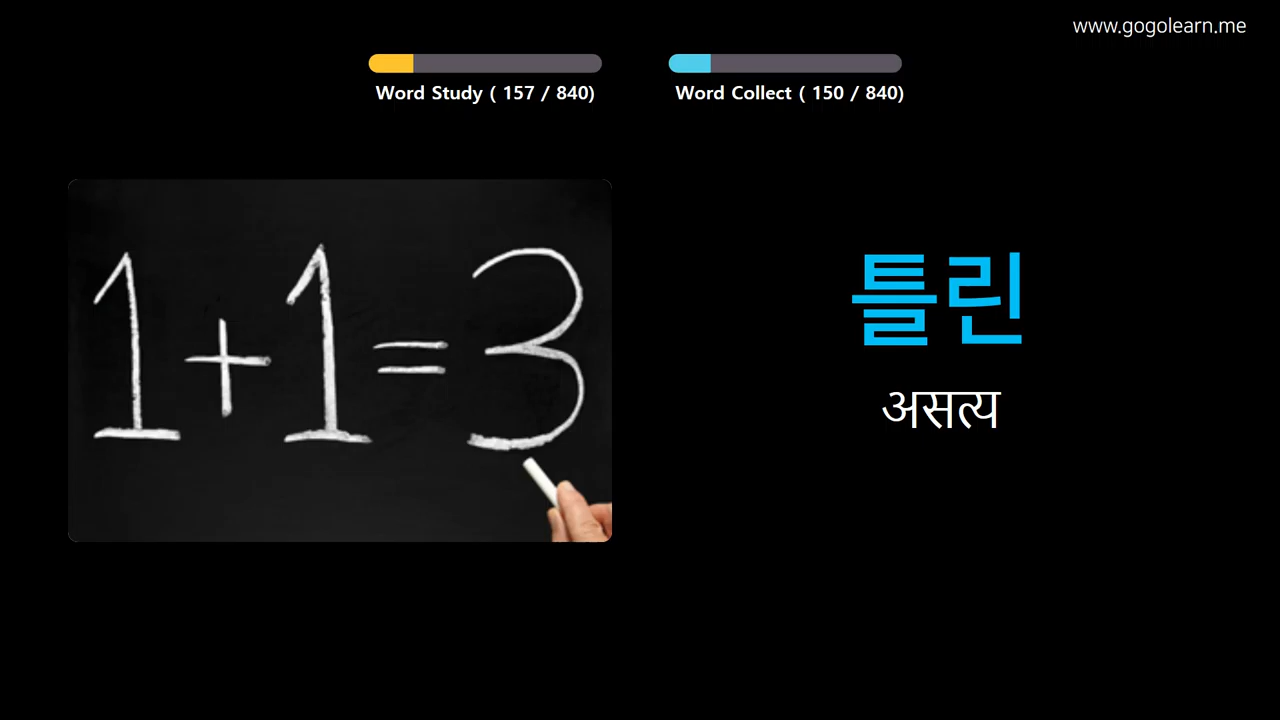 www.gogolearn.me
Word Study ( 157 / 840)
Word Collect ( 150 / 840)
1+1=3
틀린
असत्य